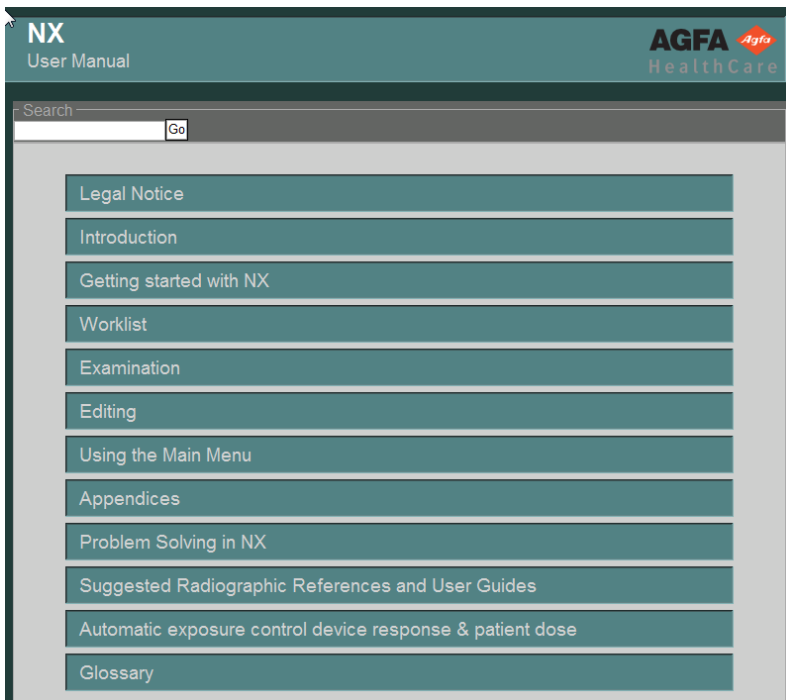 NX
User Manual
AGFA Agfa
HealthCare
Search
Go
Legal Notice
Introduction
Getting started with NX
Worklist
Examination
Editing
Using the Main Menu
Appendices
Problem Solving in NX
Suggested Radiographic References and User Guides
Automatic exposure control device response & patient dose
Glossary